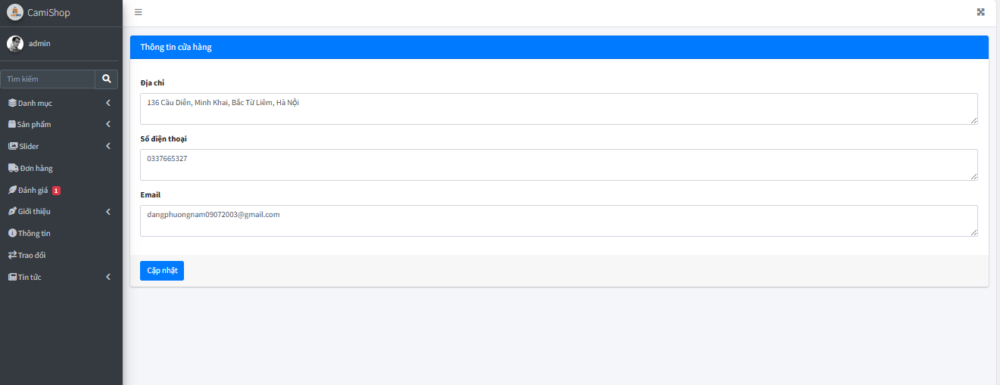 CamiShop
admin
Tìm kiếm
Danh mục
Sản phẩm
Slider
Đơn hàng
Đánh giá 1
Giới thiệu
Thông tin
Trao đổi
Tin tức
Thông tin cửa hàng
Địa chỉ
136 Cầu Diễn, Minh Khai, Bắc Từ Liêm, Hà Nội
Số điện thoại
0337665327
Email
dangphuongnam09072003@gmail.com
Cập nhật